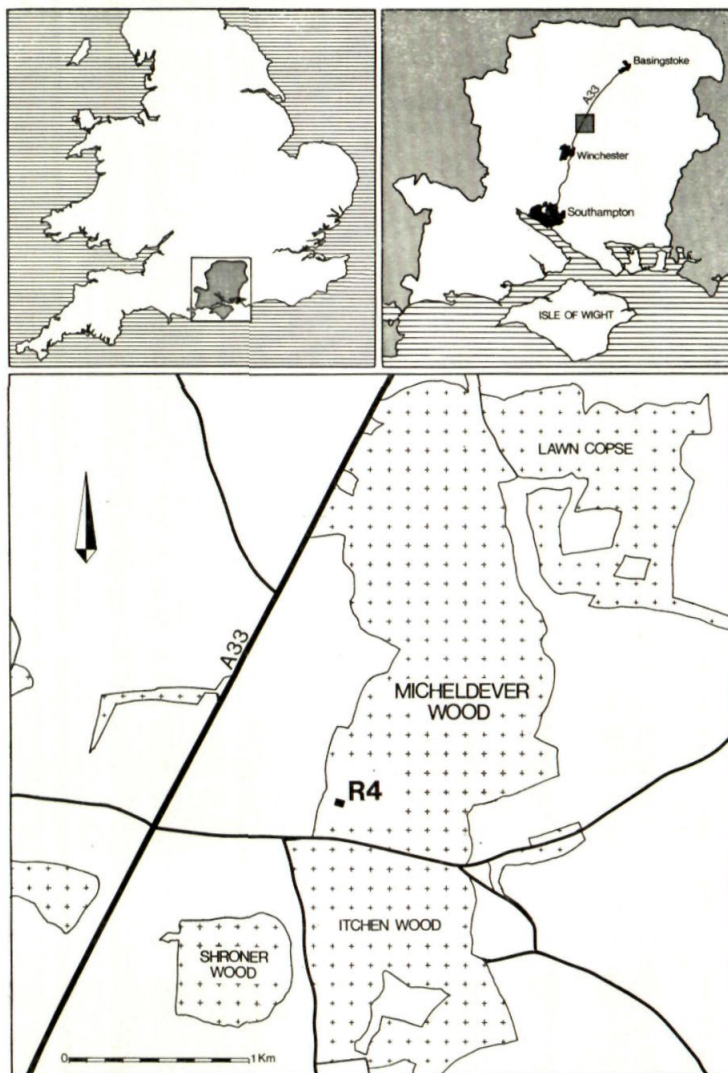 Basingstoke
A33
Winchester
Southampton
ISLE OF WIGHT
LAWN COPSE
A33
MICHELDEVER
WOOD
R4
ITCHEN WOOD
SHRONER
WOOD
0 1 Km